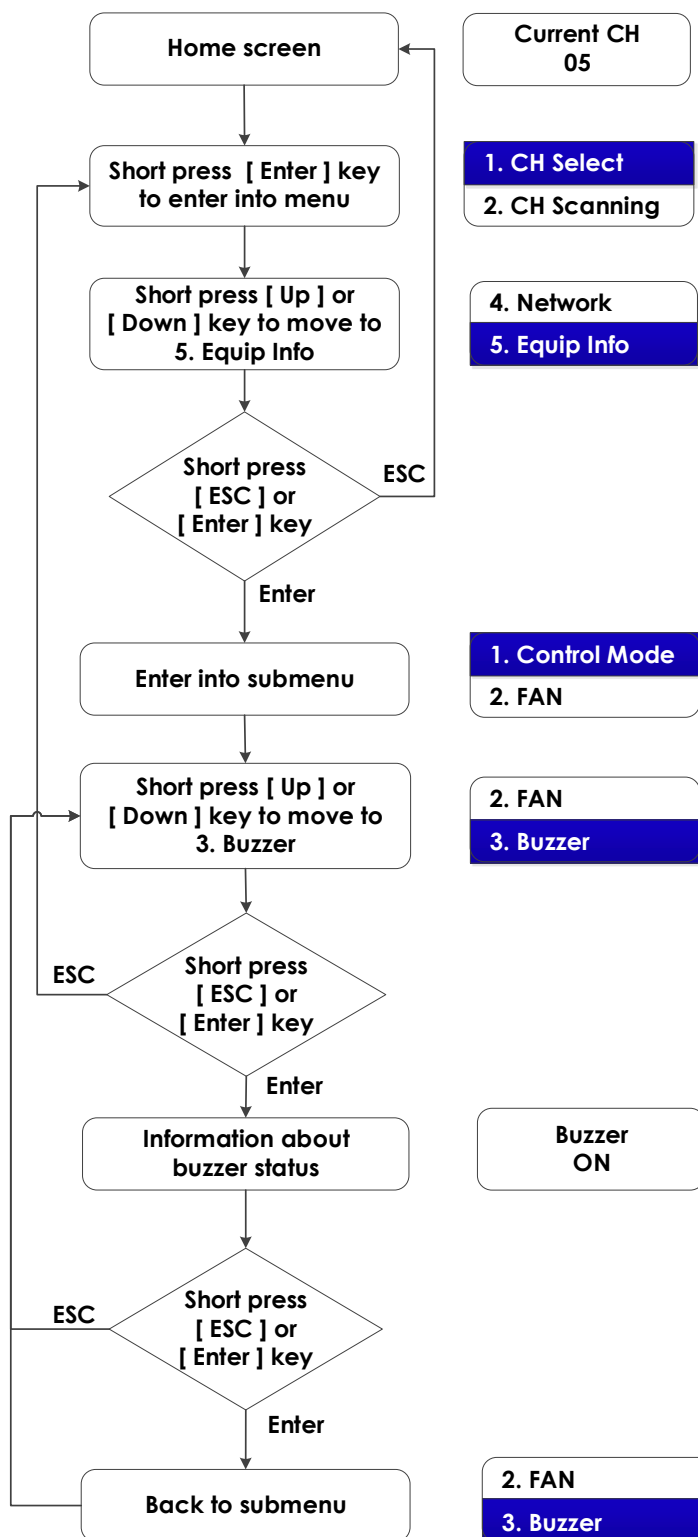 Home screen
Current CH
05
Short press [ Enter ] key
to enter into menu
1. CH Select
2. CH Scanning
Short press [ Up ] or
[ Down ] key to move to
5. Equip Info
4. Network
5. Equip Info
Short press
[ ESC ] or
[ Enter ] key
ESC
Enter
Enter into submenu
1. Control Mode
2. FAN
Short press [ Up ] or
[ Down ] key to move to
3. Buzzer
2. FAN
3. Buzzer
ESC
Short press
[ ESC ] or
[ Enter ] key
Enter
Information about
buzzer status
Buzzer
ON
ESC
Short press
[ ESC ] or
[ Enter ] key
Enter
Back to submenu
2. FAN
3. Buzzer